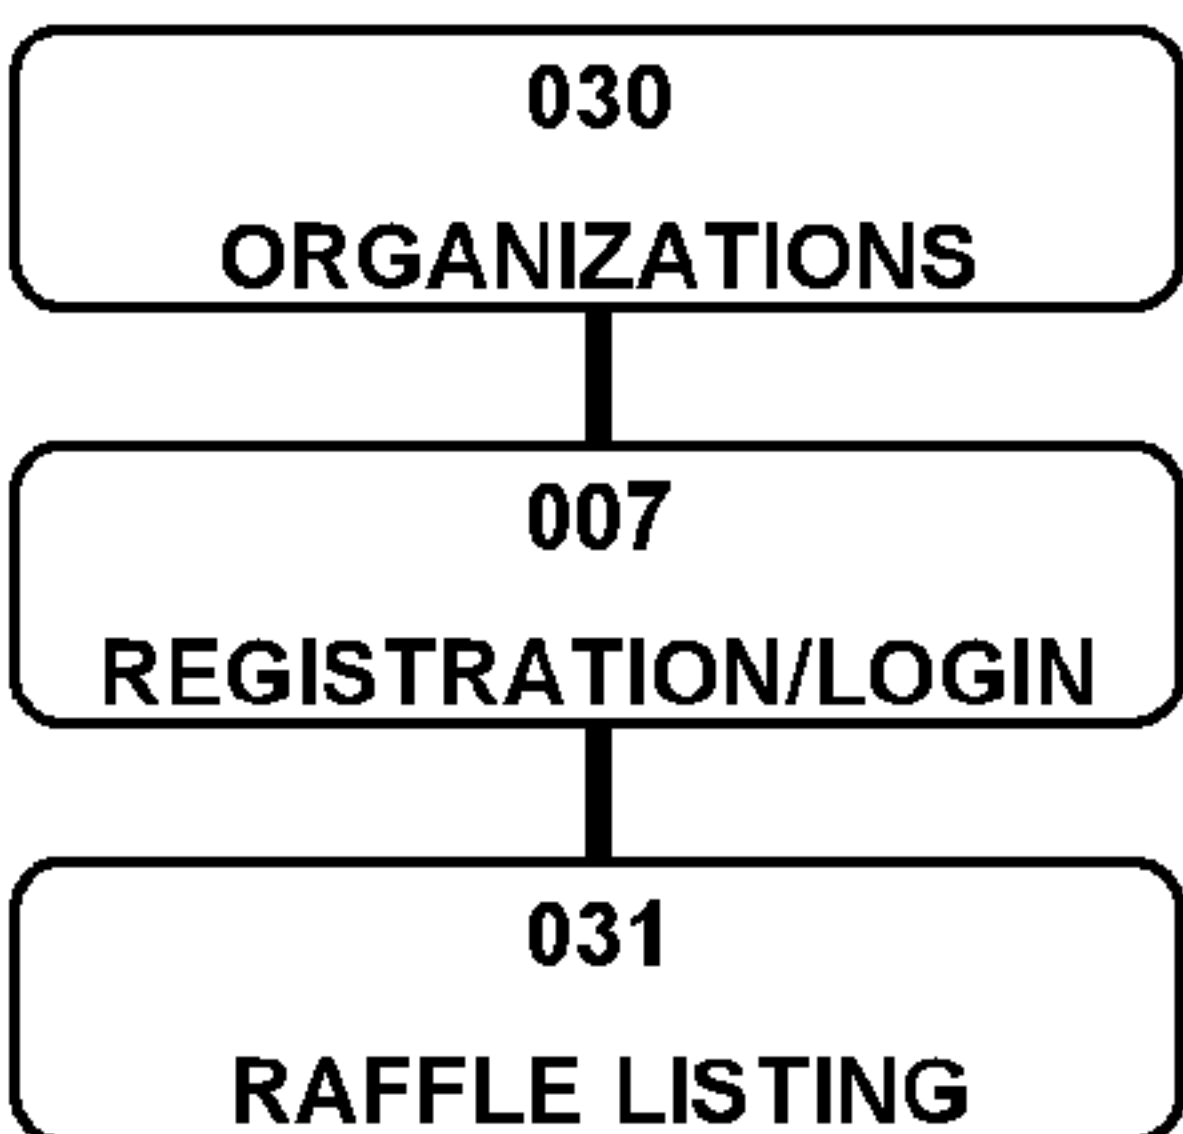 030
ORGANIZATIONS
007
REGISTRATION/LOGIN
031
RAFFLE LISTING